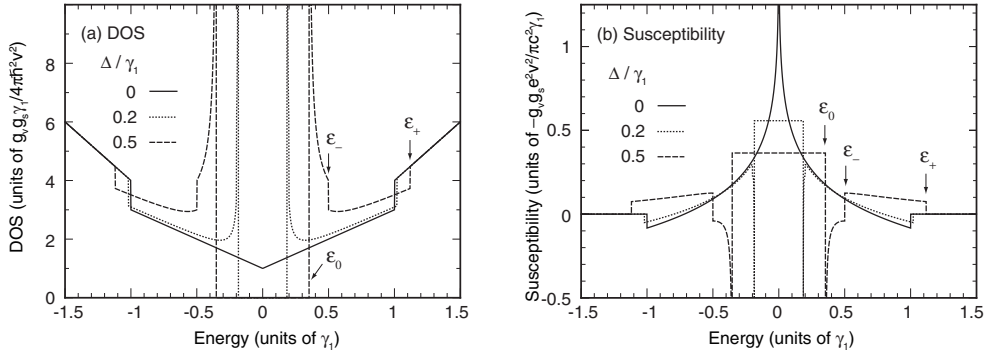 (a) DOS
Δ / γ₁
0
0.2
0.5
ε₋
ε₊
ε₀
DOS (units of gᵥgₛγ₁/4πħ²v²)
8
6
4
2
0
-1.5
-1
-0.5
0
0.5
1
1.5
Energy (units of γ₁)
(b) Susceptibility
Δ / γ₁
0
0.2
0.5
ε₀
ε₋
ε₊
Susceptibility (units of −gᵥgₛe²v²/πc²γ₁)
1
0.5
0
-0.5
-1.5
-1
-0.5
0
0.5
1
1.5
Energy (units of γ₁)